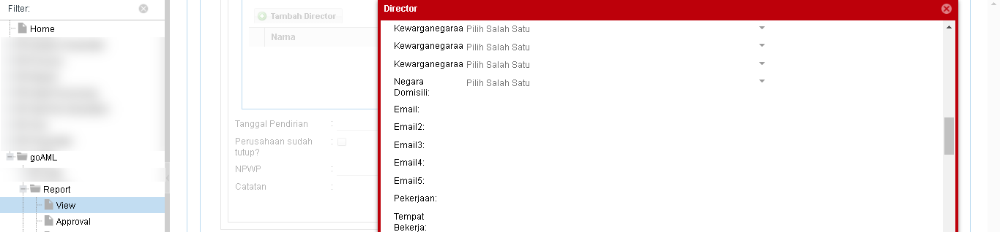 Filter:
Home
goAML
Report
View
Approval
Tambah Director
Nama
Tanggal Pendirian :
Perusahaan sudah :
tutup?
NPWP :
Catatan :
Director
Kewarganegaraa Pilih Salah Satu
Kewarganegaraa Pilih Salah Satu
Kewarganegaraa Pilih Salah Satu
Negara Pilih Salah Satu
Domisili:
Email:
Email2:
Email3:
Email4:
Email5:
Pekerjaan:
Tempat
Bekerja: